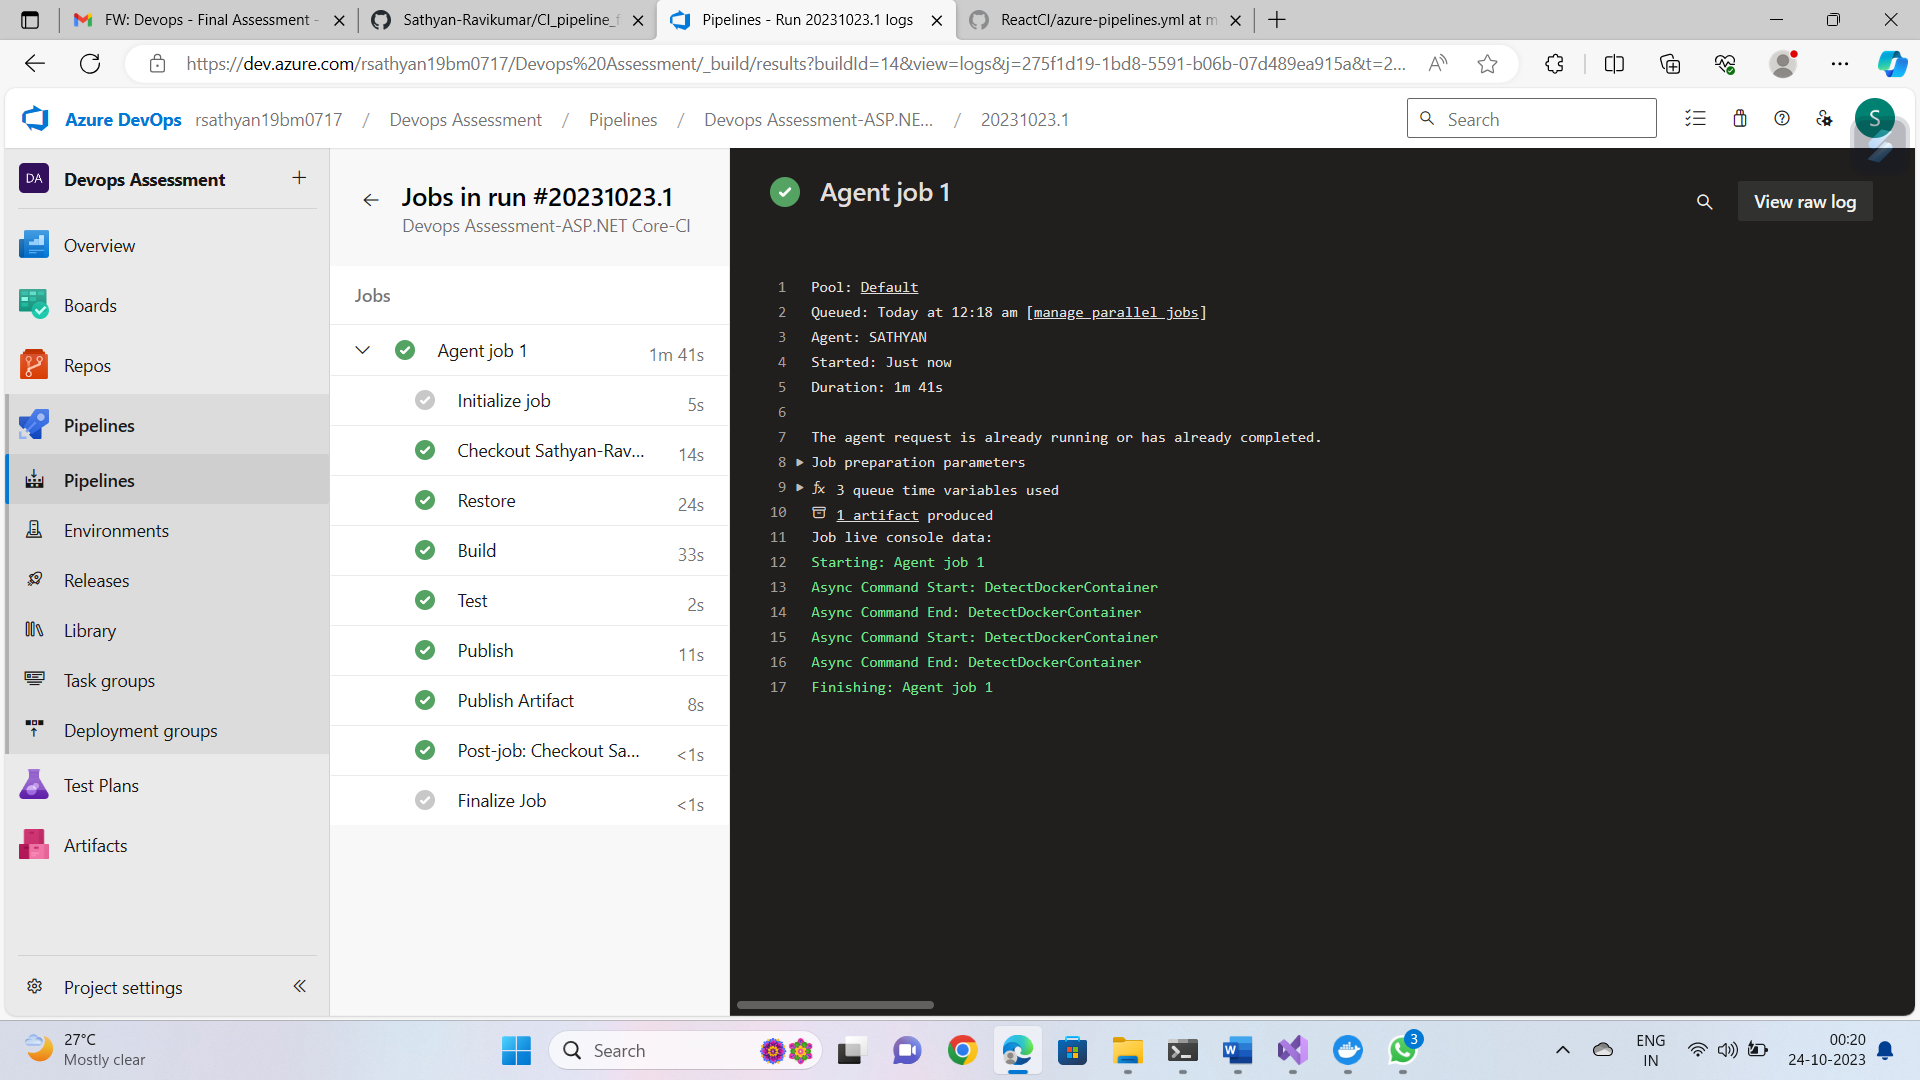 FW: Devops - Final Assessment -
Sathyan-Ravikumar/CI_pipeline_f
Pipelines - Run 20231023.1 logs
ReactCI/azure-pipelines.yml at m
https://dev.azure.com/rsathyan19bm0717/Devops%20Assessment/_build/results?buildId=14&view=logs&j=275f1d19-1bd8-5591-b06b-07d489ea915a&t=2...
Azure DevOps rsathyan19bm0717 / Devops Assessment / Pipelines / Devops Assessment-ASP.NE... / 20231023.1
Search
S
DA Devops Assessment
Overview
Boards
Repos
Pipelines
Pipelines
Environments
Releases
Library
Task groups
Deployment groups
Test Plans
Artifacts
Project settings
Jobs in run #20231023.1
Devops Assessment-ASP.NET Core-CI
Jobs
Agent job 1 1m 41s
Initialize job 5s
Checkout Sathyan-Rav... 14s
Restore 24s
Build 33s
Test 2s
Publish 11s
Publish Artifact 8s
Post-job: Checkout Sa... <1s
Finalize Job <1s
Agent job 1
View raw log
1 Pool: Default
2 Queued: Today at 12:18 am [manage parallel jobs]
3 Agent: SATHYAN
4 Started: Just now
5 Duration: 1m 41s
6
7 The agent request is already running or has already completed.
8 Job preparation parameters
9 fx 3 queue time variables used
10 1 artifact produced
11 Job live console data:
12 Starting: Agent job 1
13 Async Command Start: DetectDockerContainer
14 Async Command End: DetectDockerContainer
15 Async Command Start: DetectDockerContainer
16 Async Command End: DetectDockerContainer
17 Finishing: Agent job 1
27°C
Mostly clear
Search
3
ENG
IN
00:20
24-10-2023